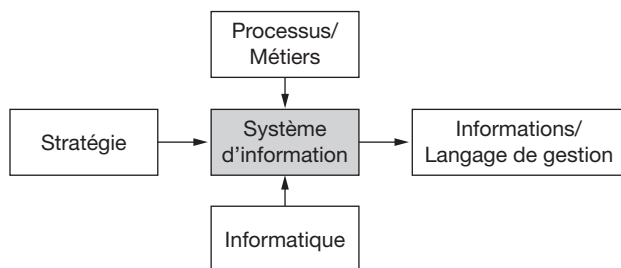 Processus/
Métiers
Stratégie
Système
d’information
Informations/
Langage de gestion
Informatique